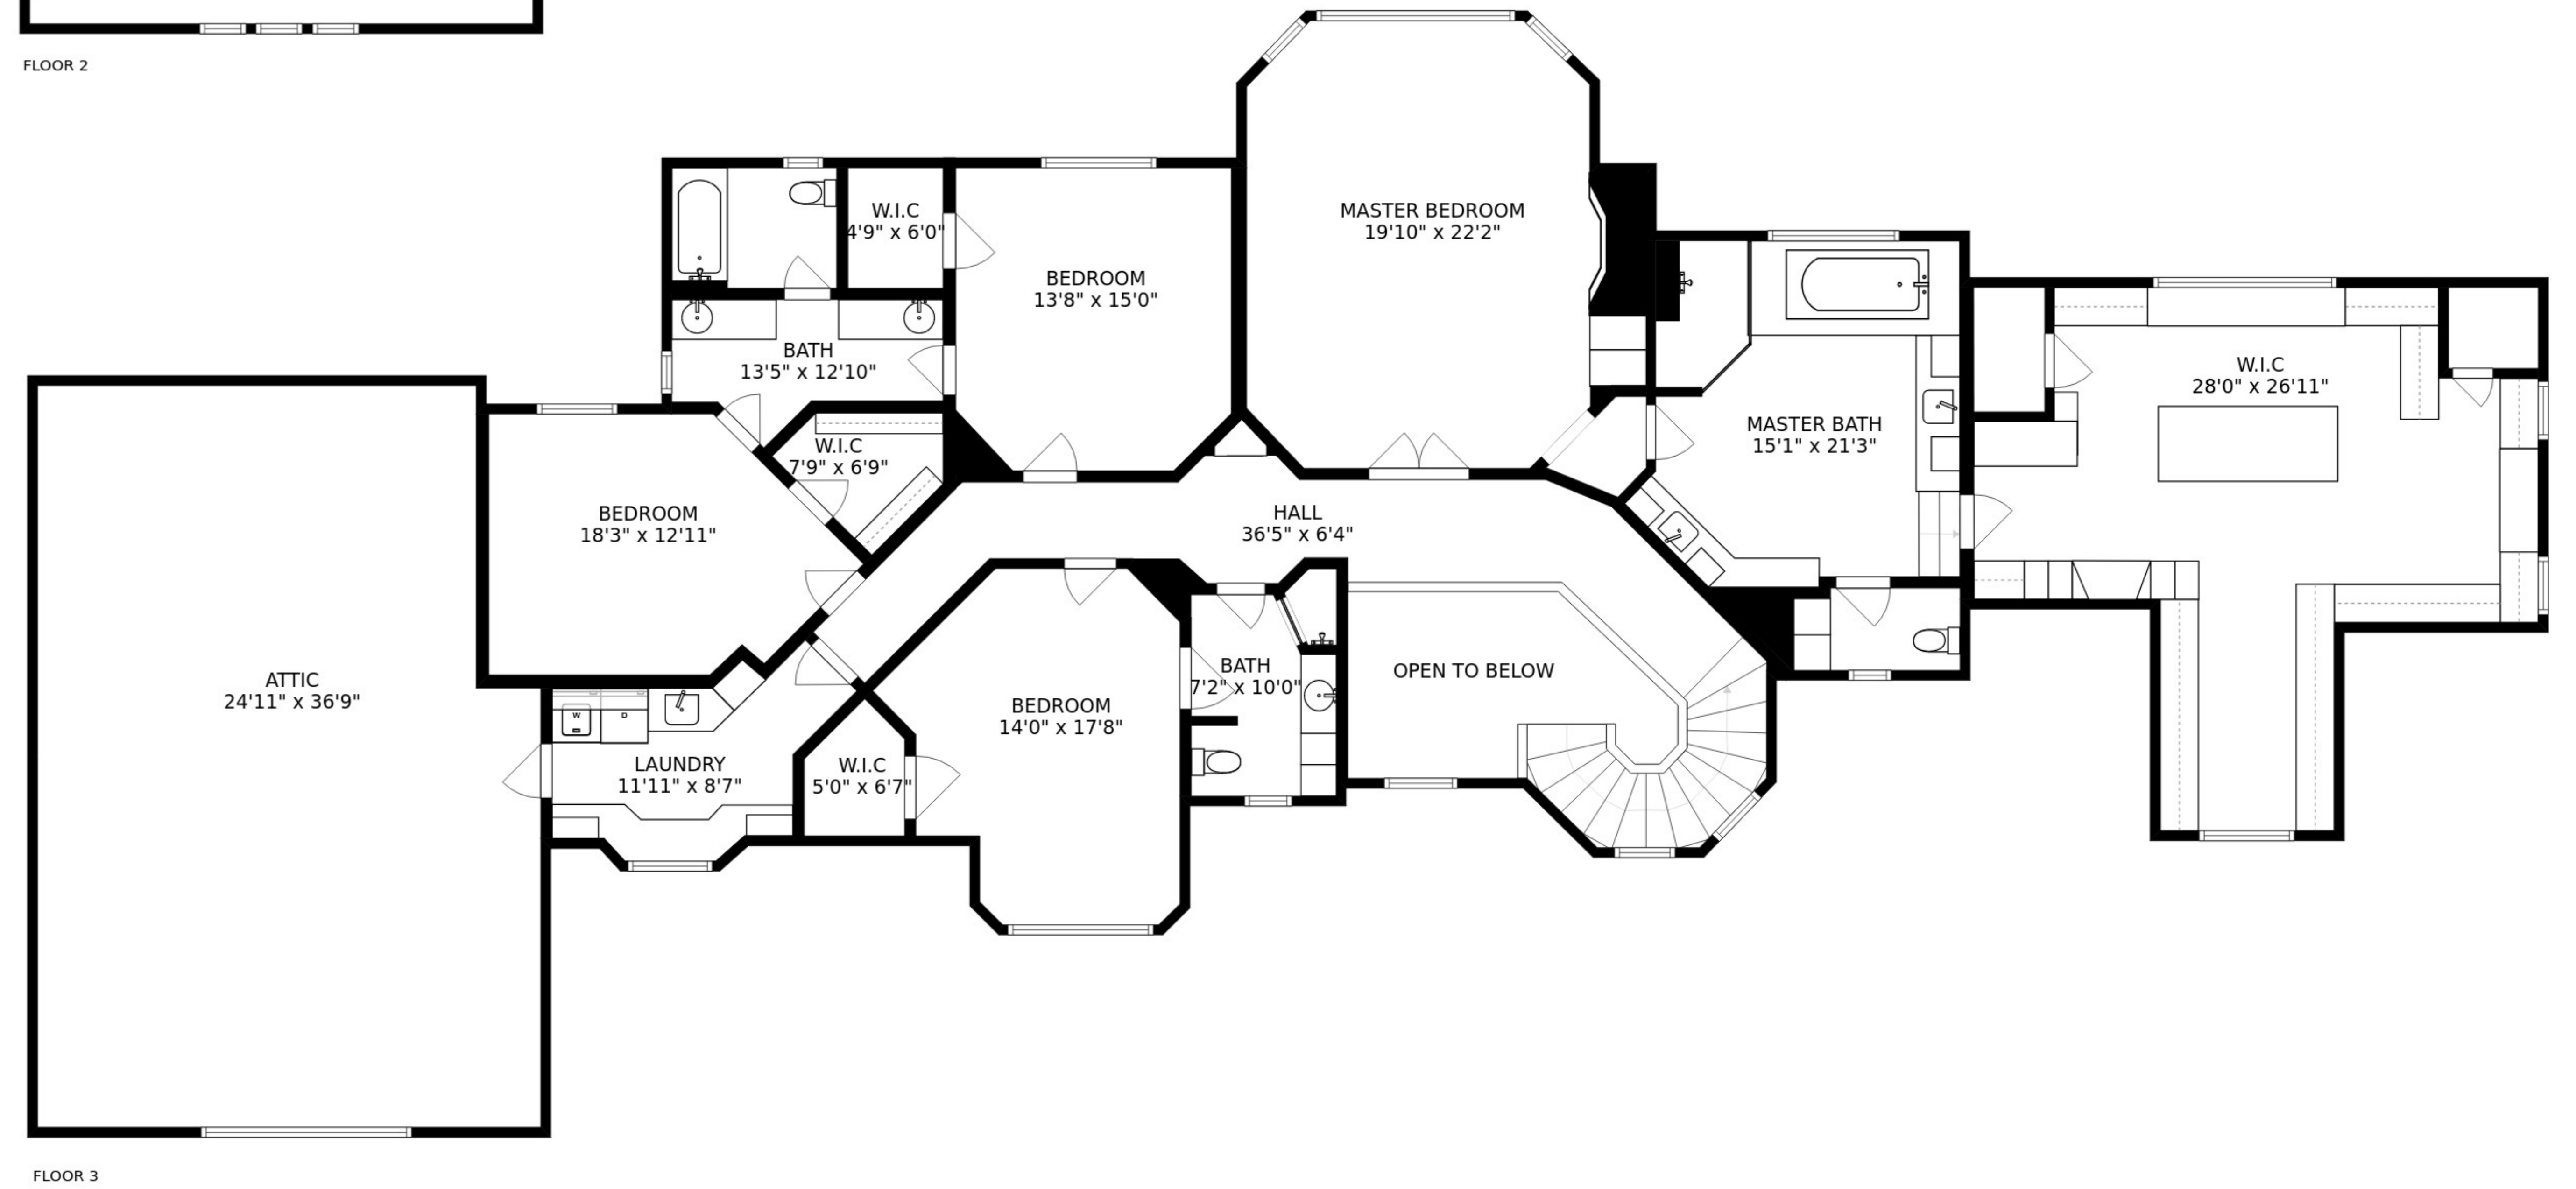 FLOOR 2
MASTER BEDROOM
19'10" x 22'2"
W.I.C
4'9" x 6'0"
BEDROOM
13'8" x 15'0"
BATH
13'5" x 12'10"
W.I.C
28'0" x 26'11"
MASTER BATH
15'1" x 21'3"
W.I.C
7'9" x 6'9"
BEDROOM
18'3" x 12'11"
HALL
36'5" x 6'4"
ATTIC
24'11" x 36'9"
BATH
7'2" x 10'0"
OPEN TO BELOW
BEDROOM
14'0" x 17'8"
W
D
LAUNDRY
11'11" x 8'7"
W.I.C
5'0" x 6'7"
FLOOR 3